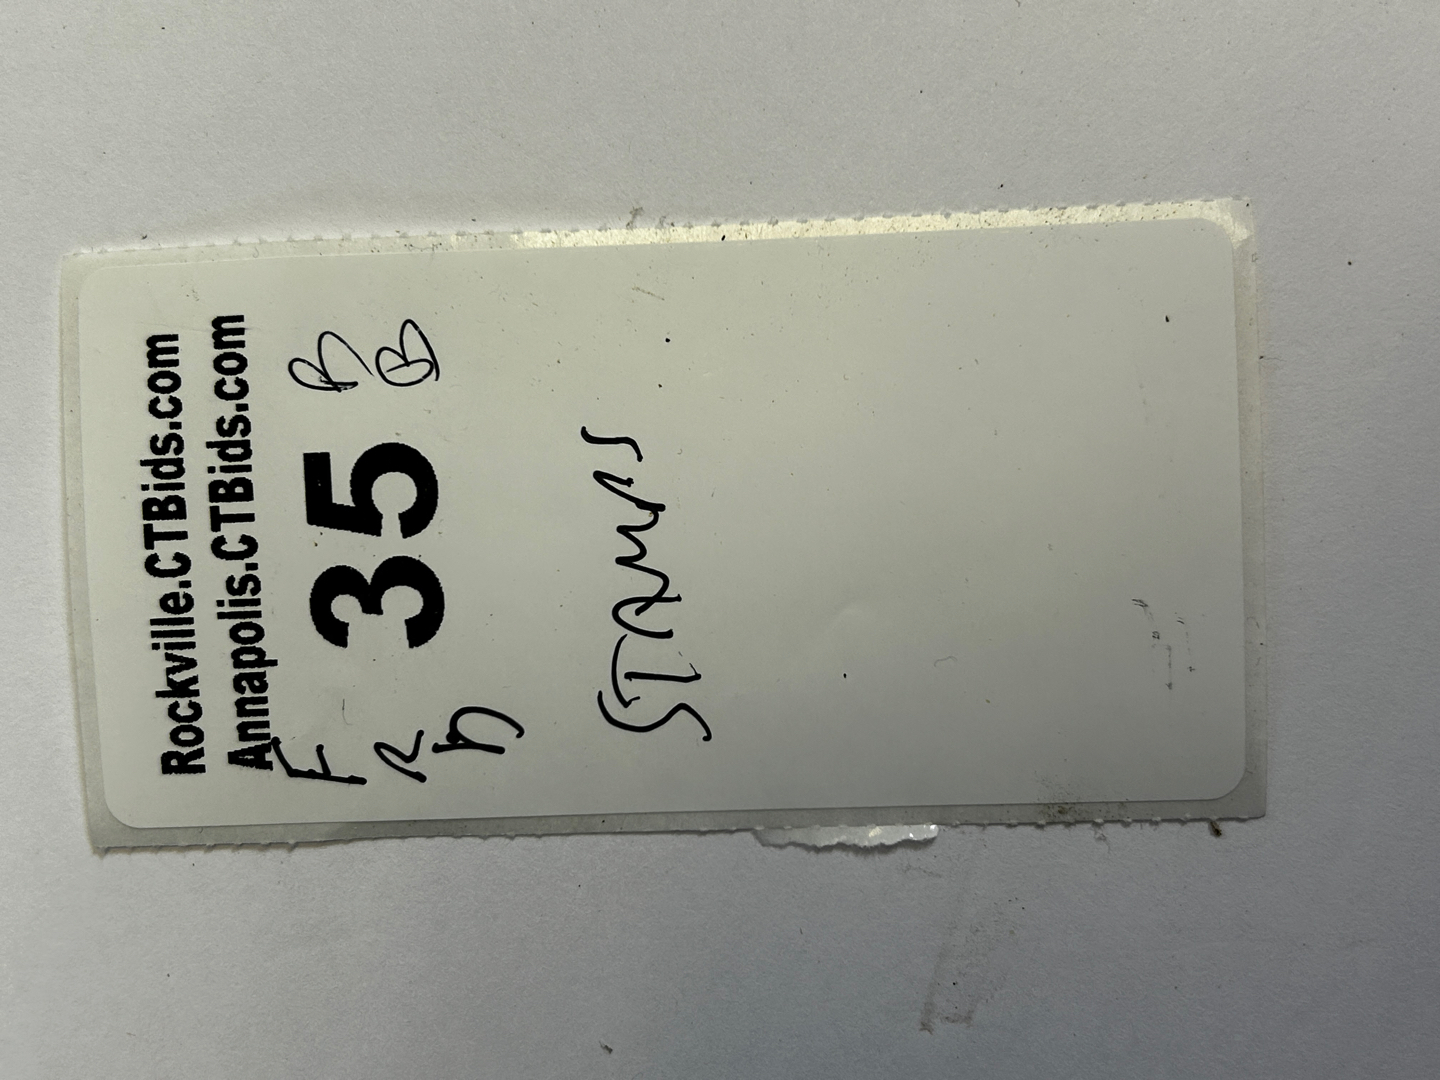 Rockville.CTBids.com
Annapolis.CTBids.com
F 35 B
R B
D
STAMPS